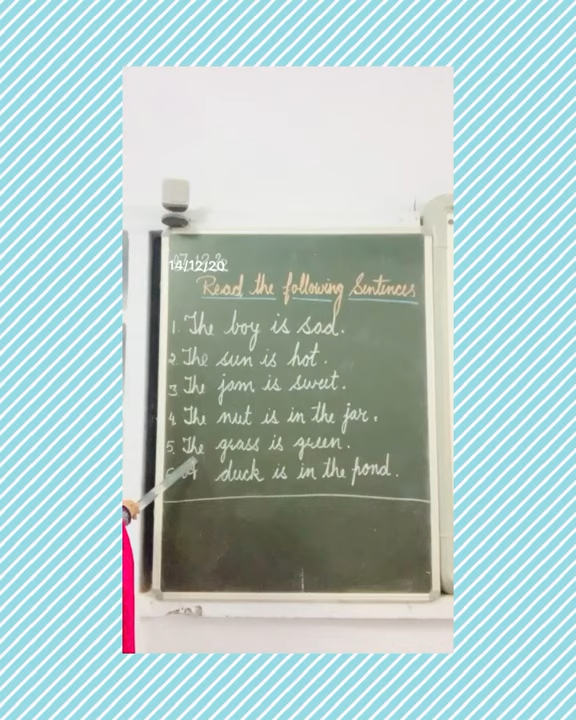 14/12/20
Read the following Sentences
1. The boy is sad.
2. The sun is hot.
3. The jam is sweet.
4. The nut is in the jar.
5. The grass is green.
duck is in the pond.